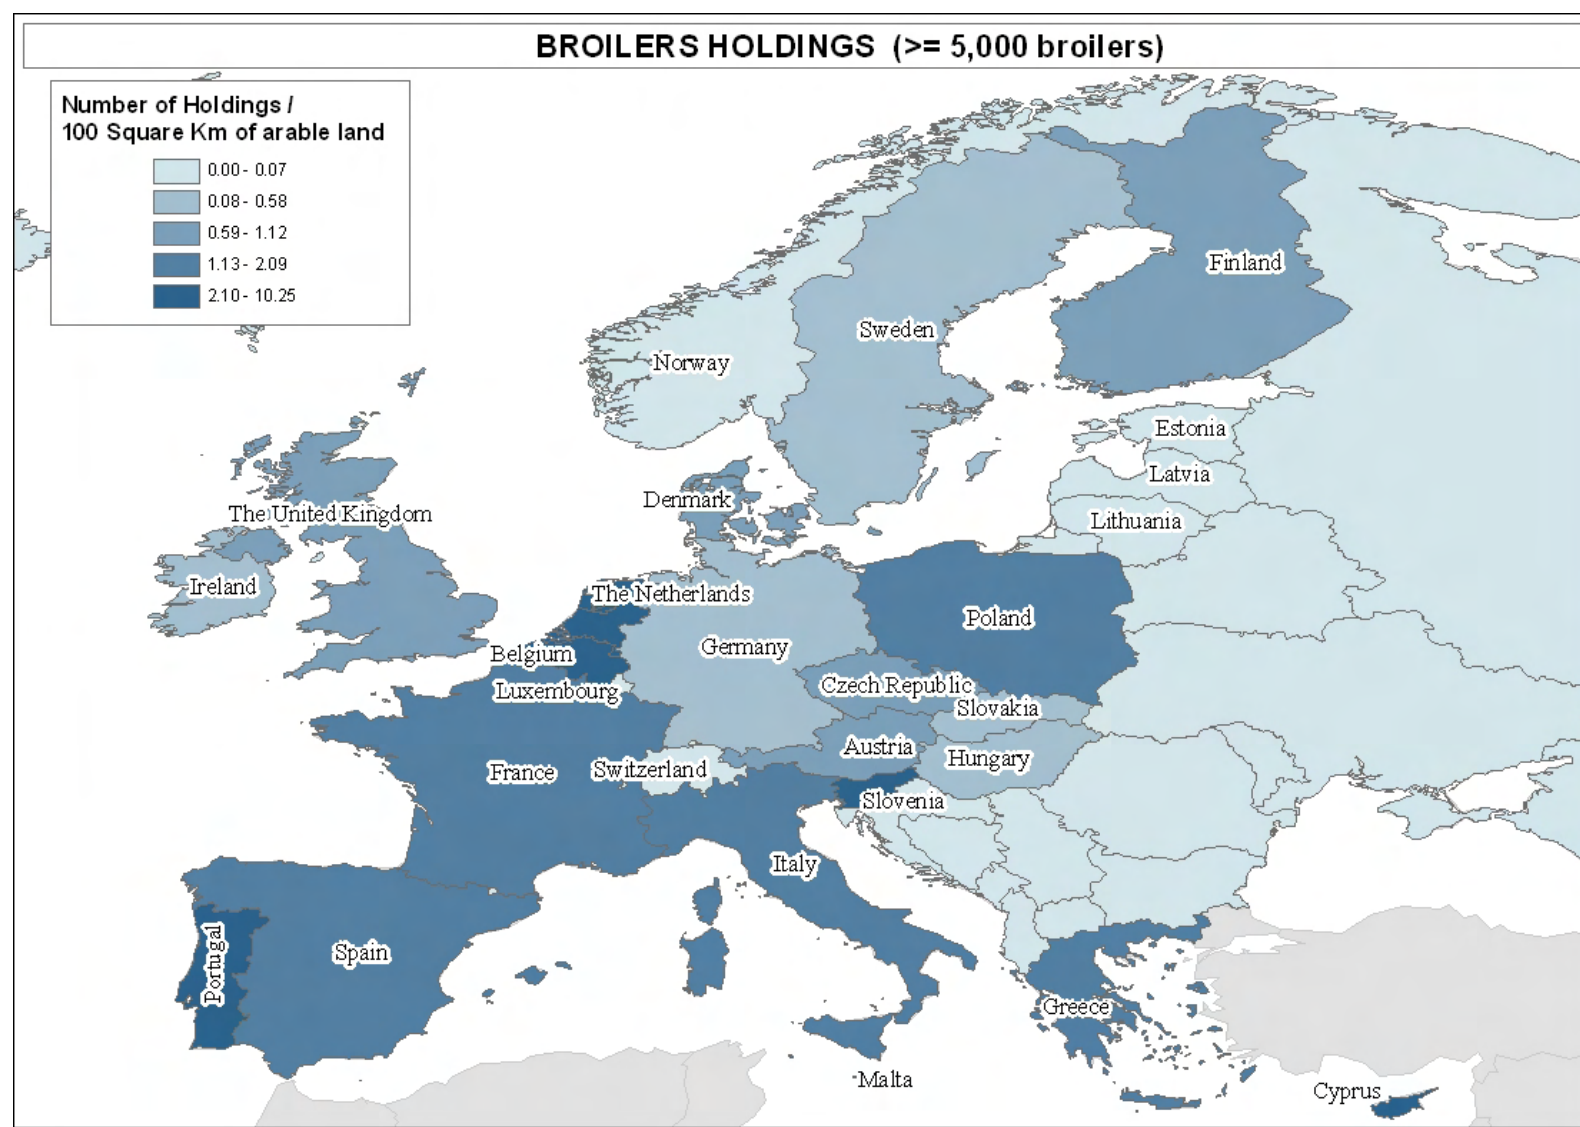 BROILERS HOLDINGS (>= 5,000 broilers)
Number of Holdings /
100 Square Km of arable land
0.00 - 0.07
0.08 - 0.58
0.59 - 1.12
1.13 - 2.09
2.10 - 10.25
Finland
Sweden
Norway
Estonia
Latvia
Denmark
The United Kingdom
Lithuania
Ireland
The Netherlands
Poland
Germany
Belgium
Czech Republic
Luxembourg
Slovakia
Austria
Hungary
Switzerland
France
Slovenia
Italy
Spain
Portugal
Greece
Malta
Cyprus